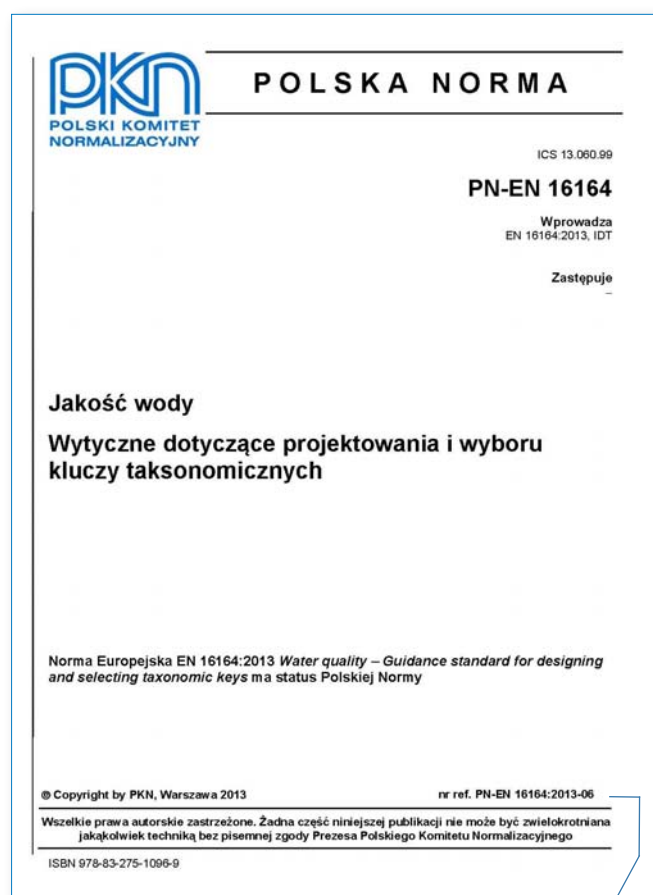 PKN
POLSKI KOMITET
NORMALIZACYJNY
POLSKA NORMA
ICS 13.060.99
PN-EN 16164
Wprowadza
EN 16164:2013, IDT
Zastępuje
–
Jakość wody
Wytyczne dotyczące projektowania i wyboru
kluczy taksonomicznych
Norma Europejska EN 16164:2013 Water quality – Guidance standard for designing
and selecting taxonomic keys ma status Polskiej Normy
© Copyright by PKN, Warszawa 2013 nr ref. PN-EN 16164:2013-06
Wszelkie prawa autorskie zastrzeżone. Żadna część niniejszej publikacji nie może być zwielokrotniana
jakąkolwiek techniką bez pisemnej zgody Prezesa Polskiego Komitetu Normalizacyjnego
ISBN 978-83-275-1096-9